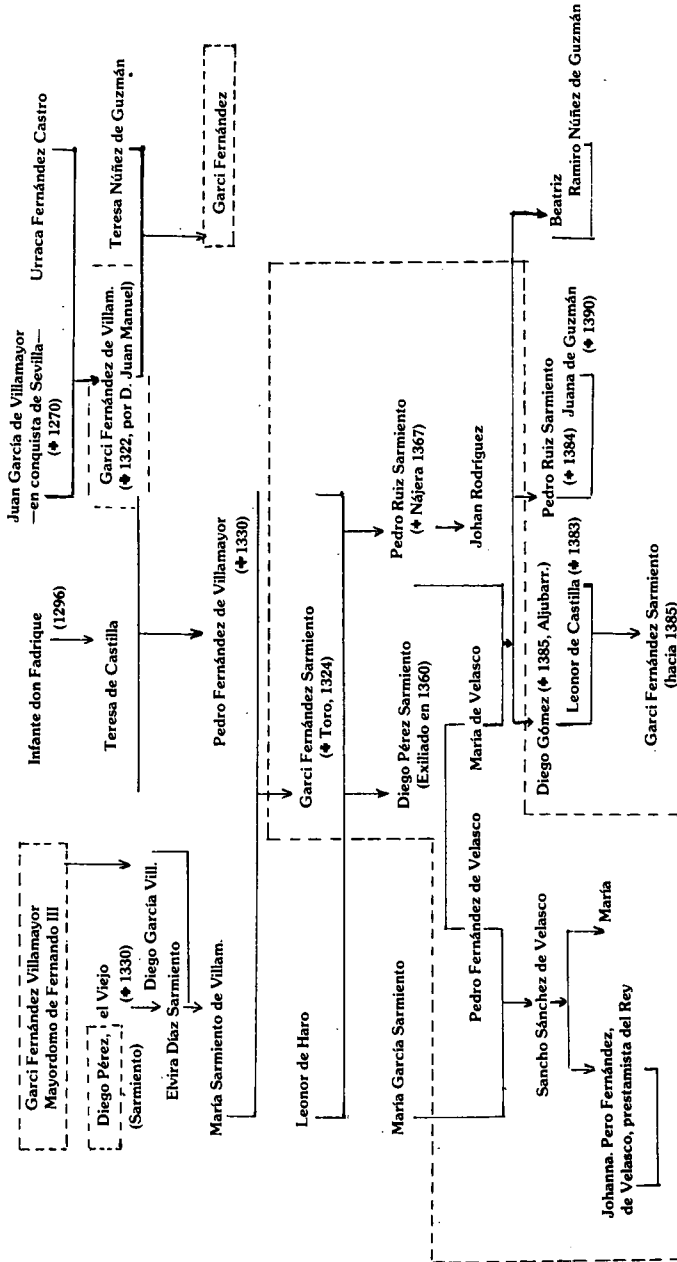 Garci Fernández Villamayor
Mayordomo de Fernando III
Infante don Fadrique
(1296)
Juan García de Villamayor
—en conquista de Sevilla—
(✦ 1270)
Urraca Fernández Castro
Diego Pérez, el Viejo
(✦ 1330)
(Sarmiento)
Diego García Vill.
Elvira Díaz Sarmiento
Teresa de Castilla
Garci Fernández de Villam.
(✦ 1322, por D. Juan Manuel)
Teresa Núñez de Guzmán
María Sarmiento de Villam.
Pedro Fernández de Villamayor
(✦ 1330)
Garci Fernández
Leonor de Haro
Garci Fernández Sarmiento
(✦ Toro, 1324)
María García Sarmiento
Diego Pérez Sarmiento
(Exiliado en 1360)
Pedro Ruiz Sarmiento
(✦ Nájera 1367)
Pedro Fernández de Velasco
María de Velasco
Johan Rodríguez
Sancho Sánchez de Velasco
Diego Gómez (✦ 1385, Aljubarr.)
Leonor de Castilla (✦ 1383)
Pedro Ruiz Sarmiento
(✦ 1384) Juana de Guzmán
(✦ 1390)
Beatriz
Ramiro Núñez de Guzmán
Johanna. Pero Fernández,
de Velasco, prestamista del Rey
María
Garci Fernández Sarmiento
(hacia 1385)